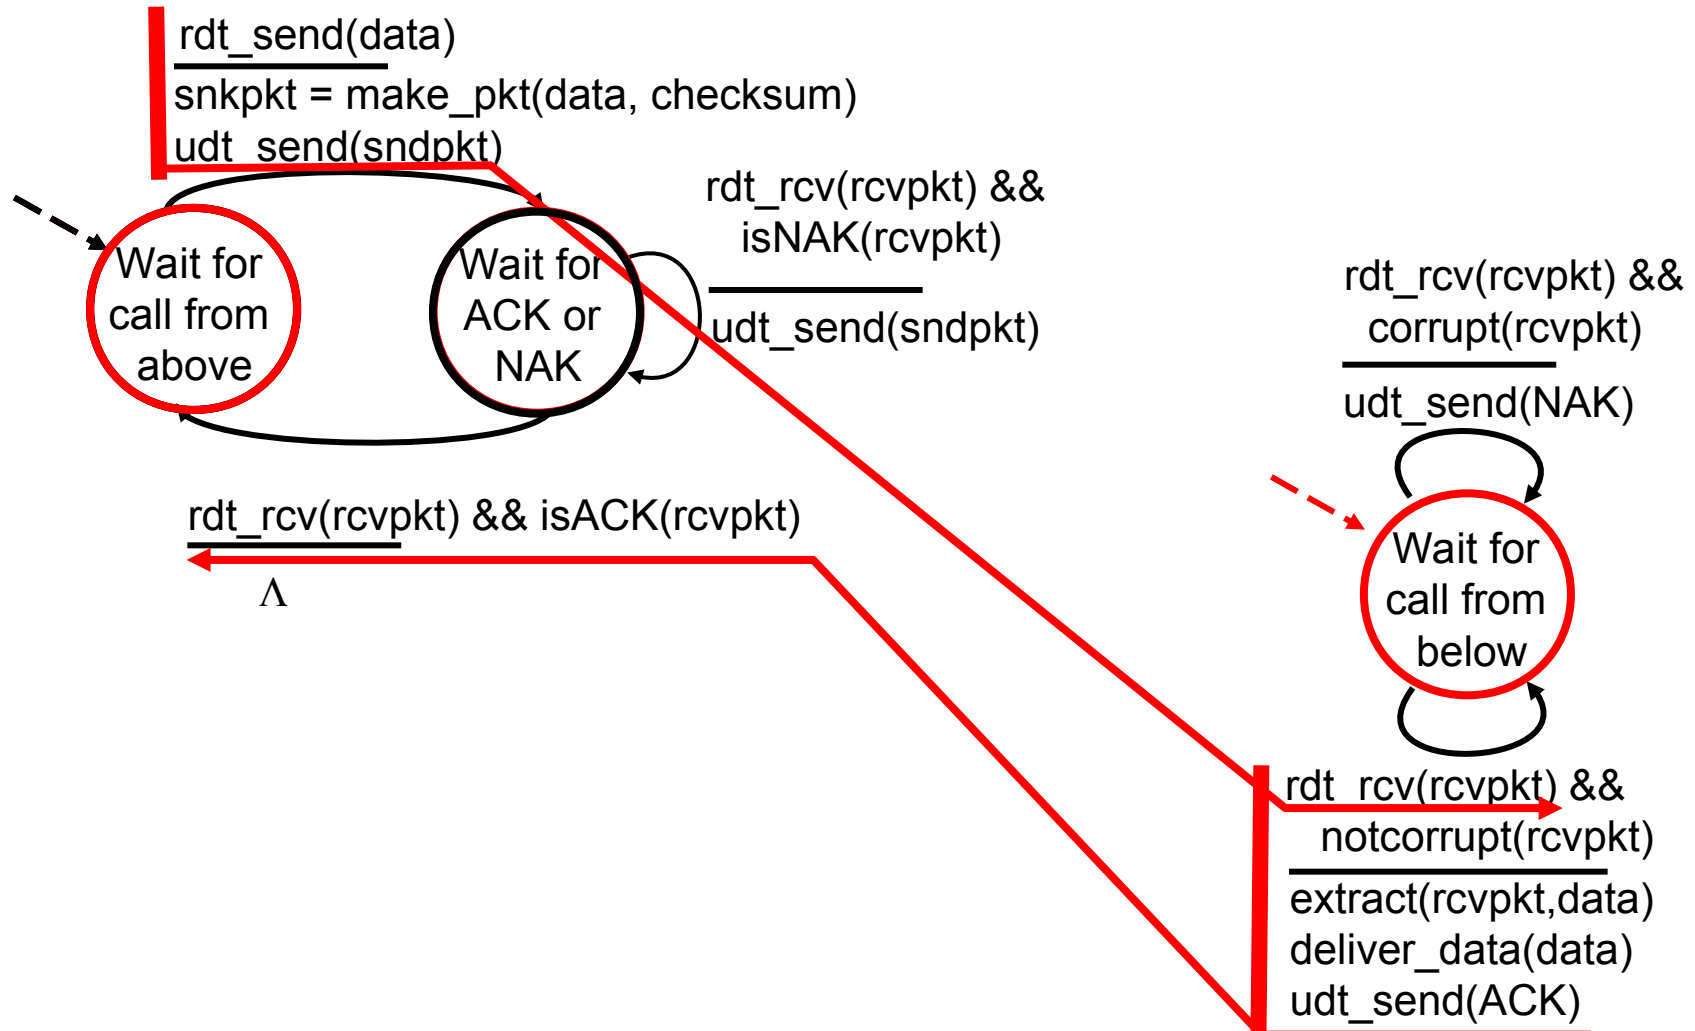 rdt_send(data)
snkpkt = make_pkt(data, checksum)
udt_send(sndpkt)
rdt_rcv(rcvpkt) &&
isNAK(rcvpkt)
udt_send(sndpkt)
Wait for
call from
above
Wait for
ACK or
NAK
rdt_rcv(rcvpkt) && isACK(rcvpkt)
Λ
rdt_rcv(rcvpkt) &&
corrupt(rcvpkt)
udt_send(NAK)
Wait for
call from
below
rdt_rcv(rcvpkt) &&
notcorrupt(rcvpkt)
extract(rcvpkt,data)
deliver_data(data)
udt_send(ACK)